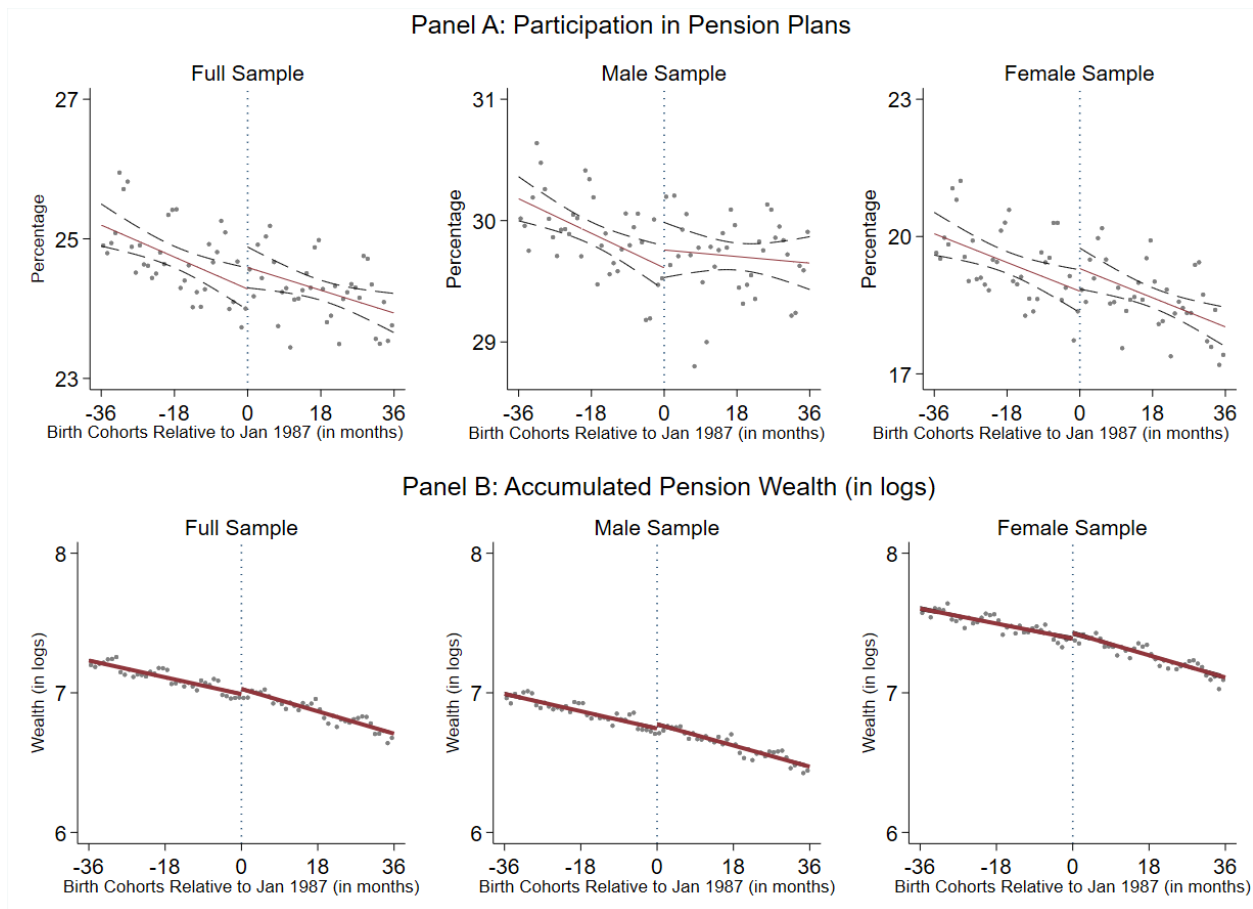 Panel A: Participation in Pension Plans
Full Sample
Male Sample
Female Sample
27
25
23
Percentage
-36 -18 0 18 36
Birth Cohorts Relative to Jan 1987 (in months)
31
30
29
Percentage
-36 -18 0 18 36
Birth Cohorts Relative to Jan 1987 (in months)
23
20
17
Percentage
-36 -18 0 18 36
Birth Cohorts Relative to Jan 1987 (in months)
Panel B: Accumulated Pension Wealth (in logs)
Full Sample
Male Sample
Female Sample
8
7
6
Wealth (in logs)
-36 -18 0 18 36
Birth Cohorts Relative to Jan 1987 (in months)
8
7
6
Wealth (in logs)
-36 -18 0 18 36
Birth Cohorts Relative to Jan 1987 (in months)
8
7
6
Wealth (in logs)
-36 -18 0 18 36
Birth Cohorts Relative to Jan 1987 (in months)